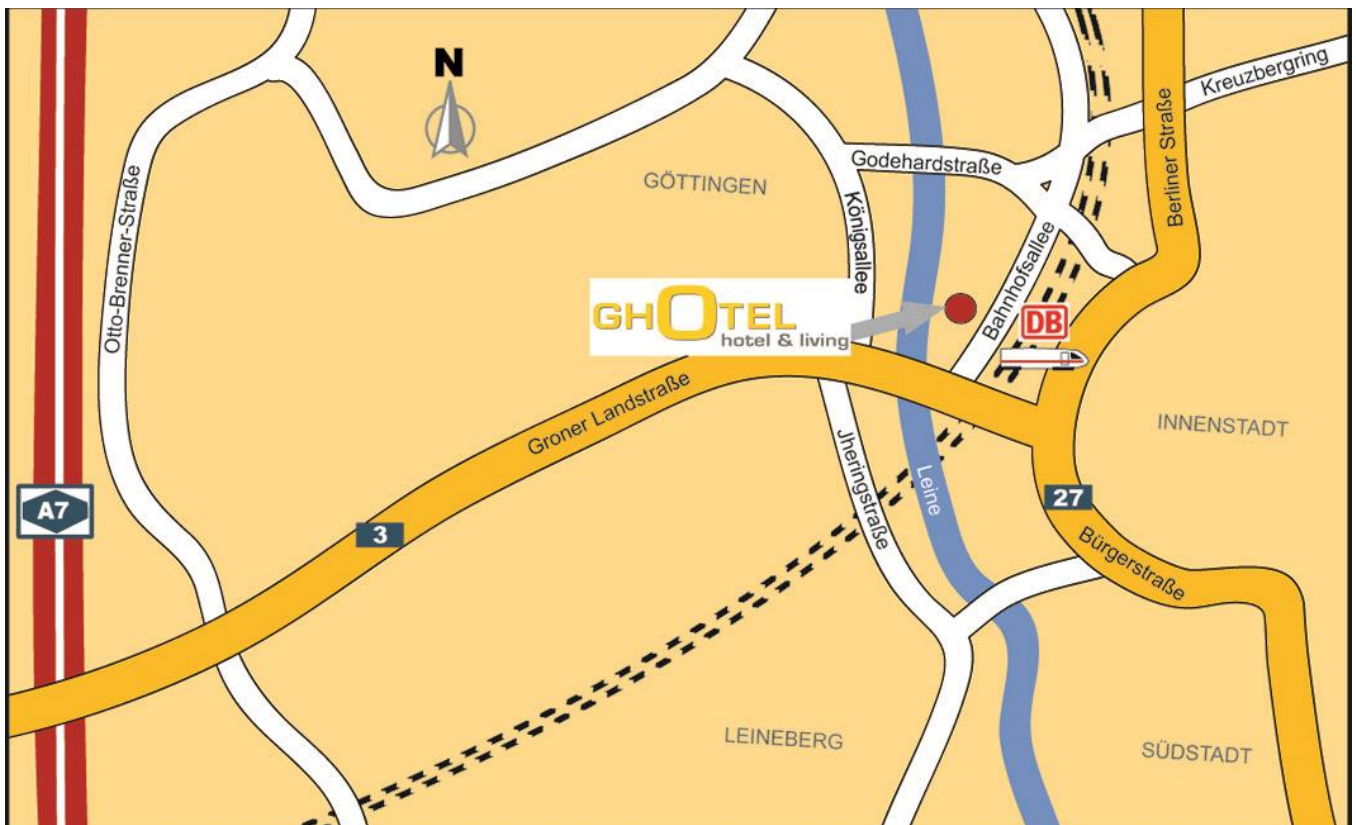 N
Kreuzbergring
Berliner Straße
Godehardstraße
GÖTTINGEN
Otto-Brenner-Straße
Königsallee
Bahnhofsallee
GHOTEL
hotel & living
DB
Groner Landstraße
INNENSTADT
Jheringstraße
Leine
A7
27
3
Bürgerstraße
LEINEBERG
SÜDSTADT